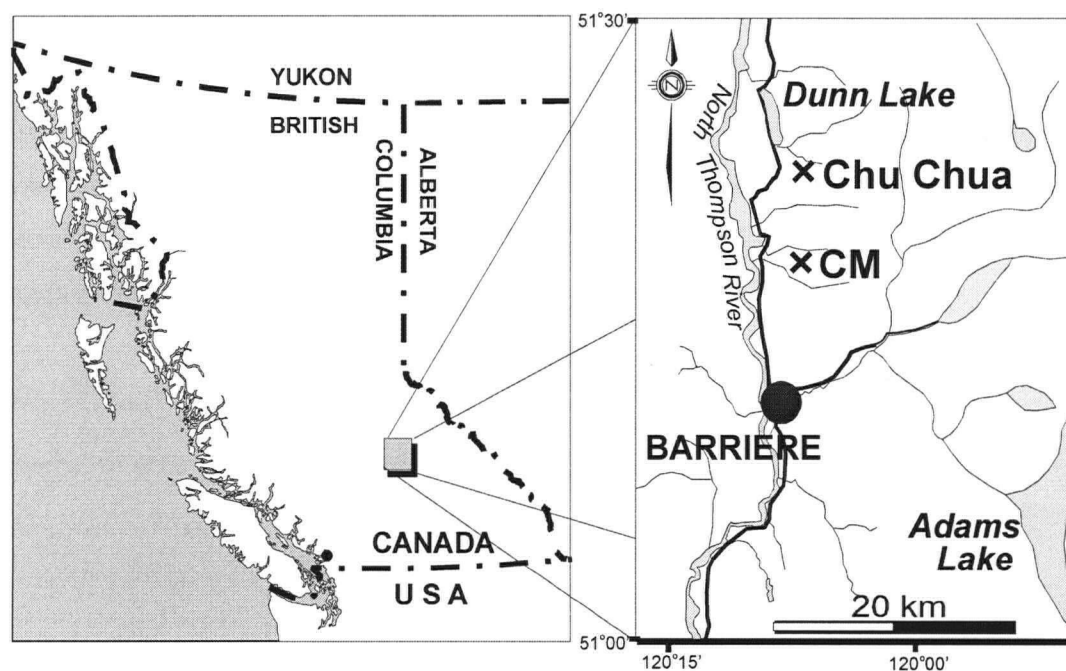 YUKON
BRITISH
COLUMBIA
ALBERTA
CANADA
USA
51°30'
N
North Thompson River
Dunn Lake
×Chu Chua
×CM
BARRIERE
Adams
Lake
20 km
51°00'
120°15'
120°00'